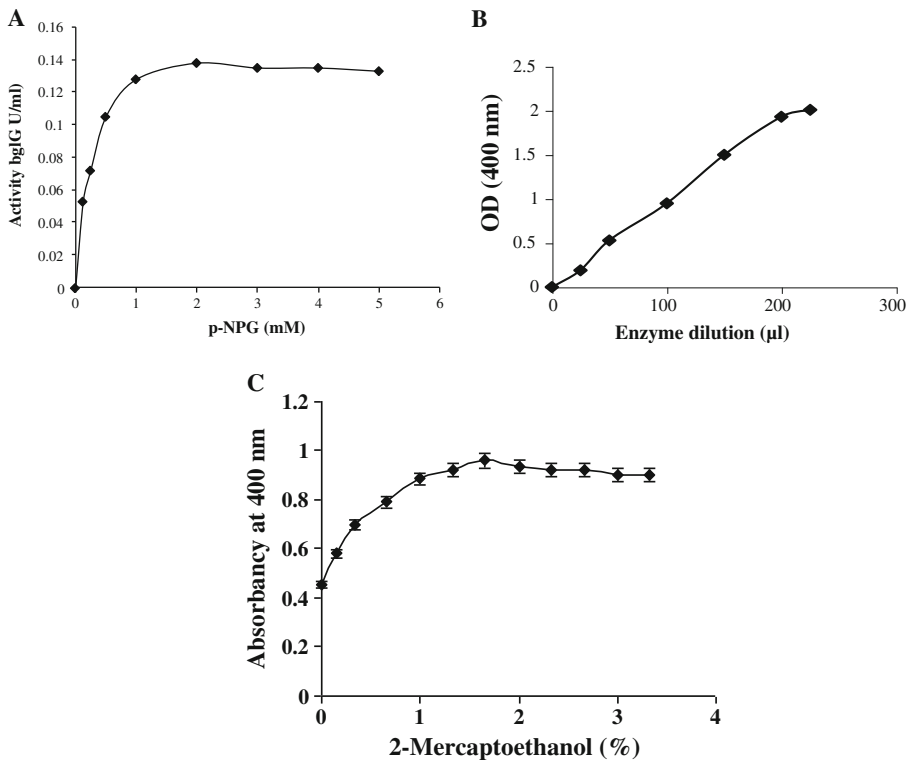 A
0.16
0.14
0.12
0.1
0.08
0.06
0.04
0.02
0
Activity bglG U/ml)
0 1 2 3 4 5 6
p-NPG (mM)
B
2.5
2
1.5
1
0.5
0
OD (400 nm)
0 100 200 300
Enzyme dilution (µl)
C
1.2
1
0.8
0.6
0.4
0.2
0
Absorbancy at 400 nm
0 1 2 3 4
2-Mercaptoethanol (%)